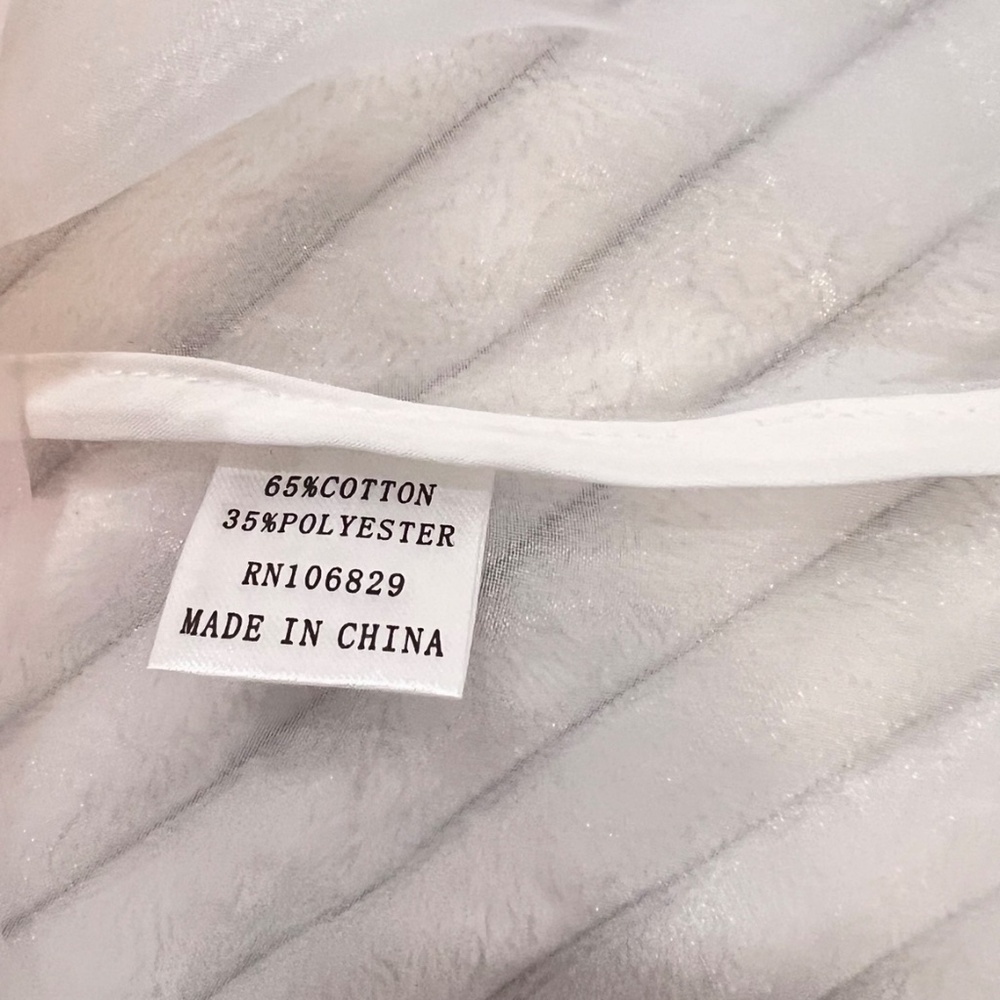 65%COTTON
35%POLYESTER
RN106829
MADE IN CHINA